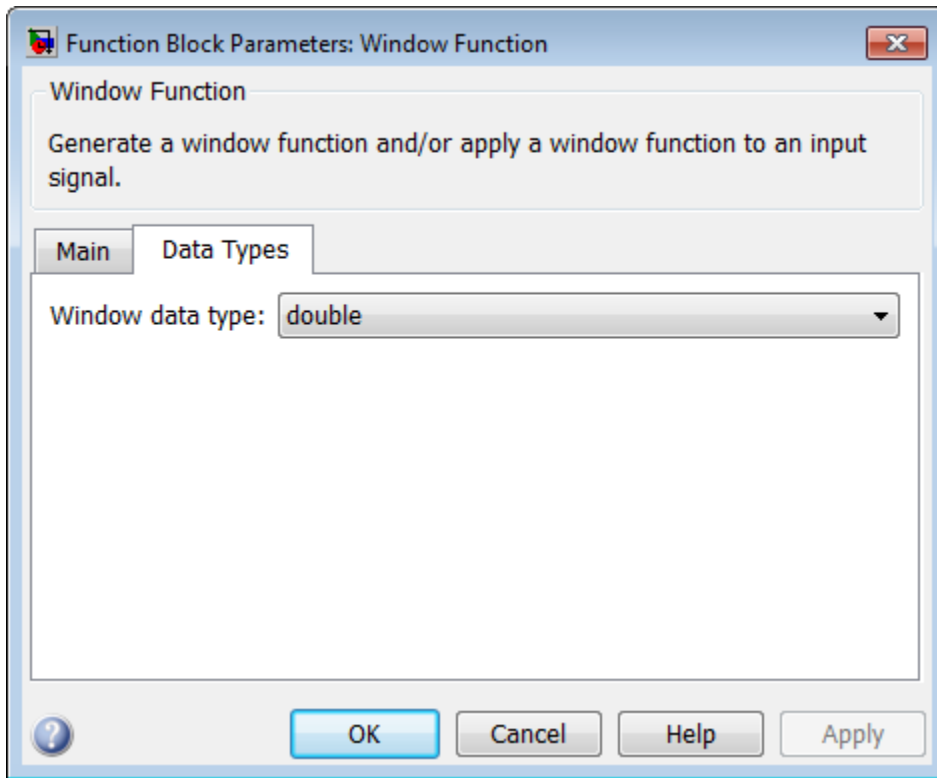 Function Block Parameters: Window Function
Window Function
Generate a window function and/or apply a window function to an input
signal.
Main Data Types
Window data type: double
OK Cancel Help Apply